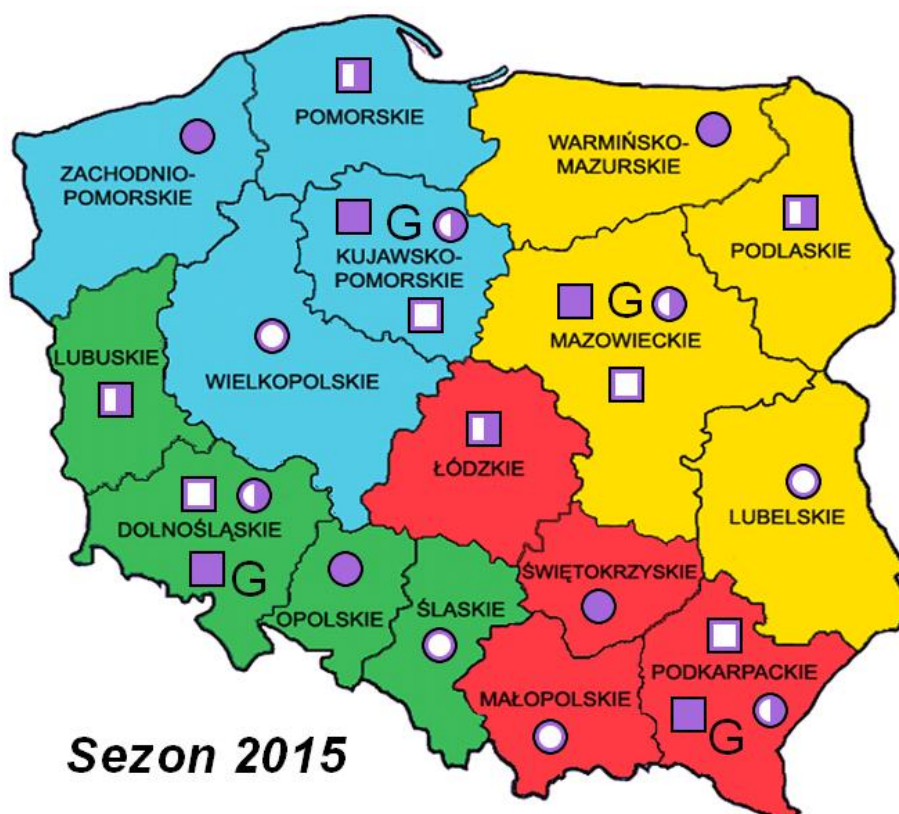 POMORSKIE
WARMIŃSKO-
MAZURSKIE
ZACHODNIO-
POMORSKIE
G
KUJAWSKO-
POMORSKIE
PODLASKIE
G
MAZOWIECKIE
LUBUSKIE
WIELKOPOLSKIE
ŁÓDZKIE
LUBELSKIE
DOLNOŚLĄSKIE
G
OPOLSKIE
ŚLASKIE
ŚWIĘTOKRZYSKIE
MAŁOPOLSKIE
PODKARPACKIE
G
Sezon 2015